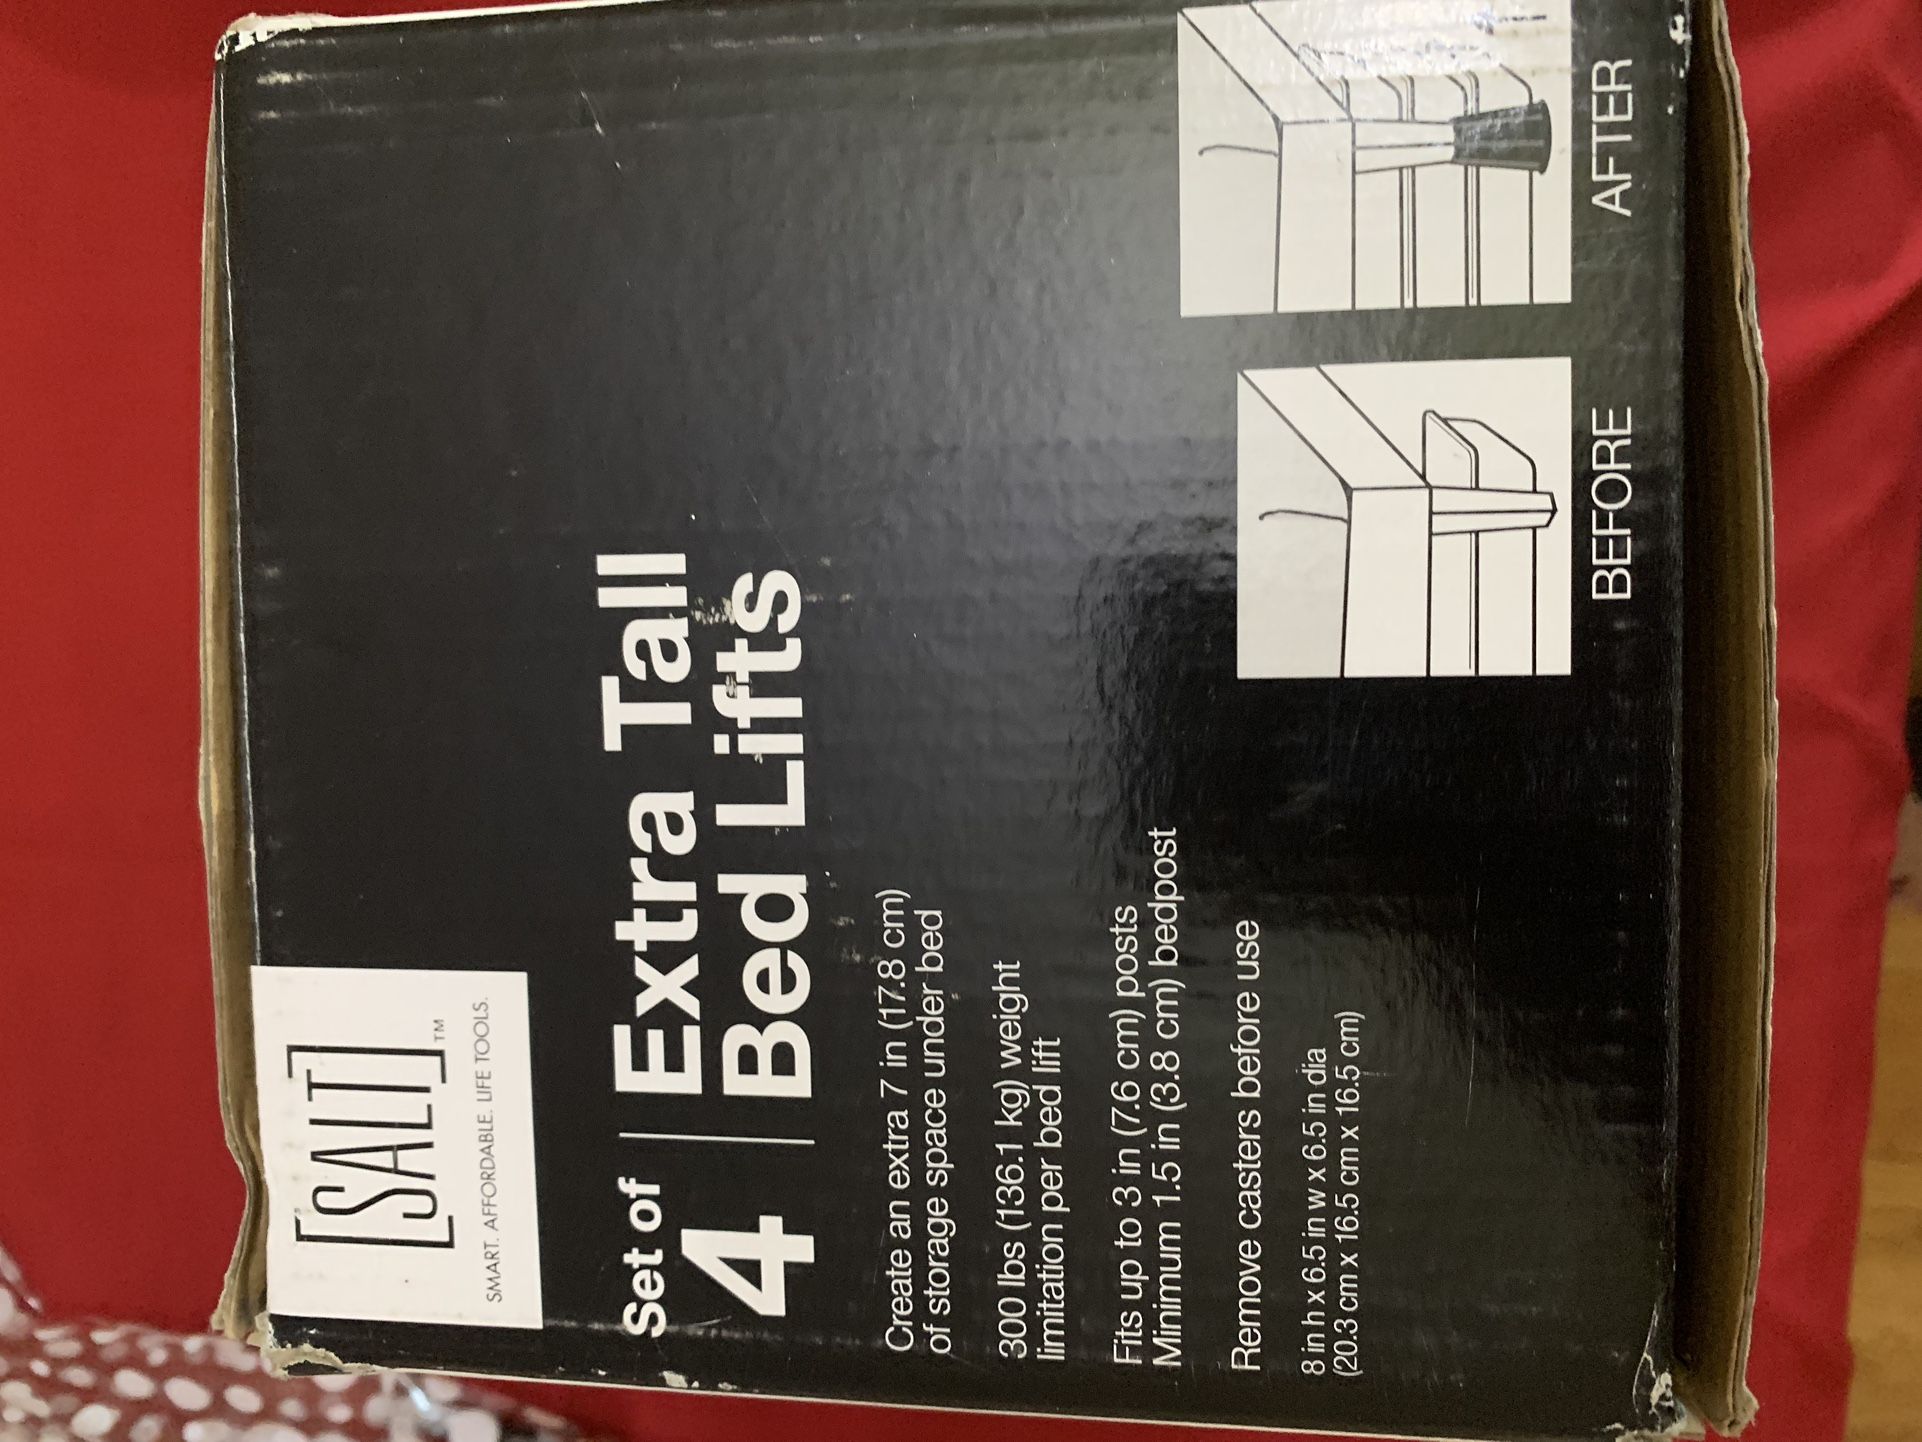 [SALT]™
SMART. AFFORDABLE. LIFE TOOLS.
Set of
4
Extra Tall
Bed Lifts
Create an extra 7 in (17.8 cm)
of storage space under bed
300 lbs (136.1 kg) weight
limitation per bed lift
Fits up to 3 in (7.6 cm) posts
Minimum 1.5 in (3.8 cm) bedpost
Remove casters before use
8 in h x 6.5 in w x 6.5 in dia
(20.3 cm x 16.5 cm x 16.5 cm)
BEFORE
AFTER